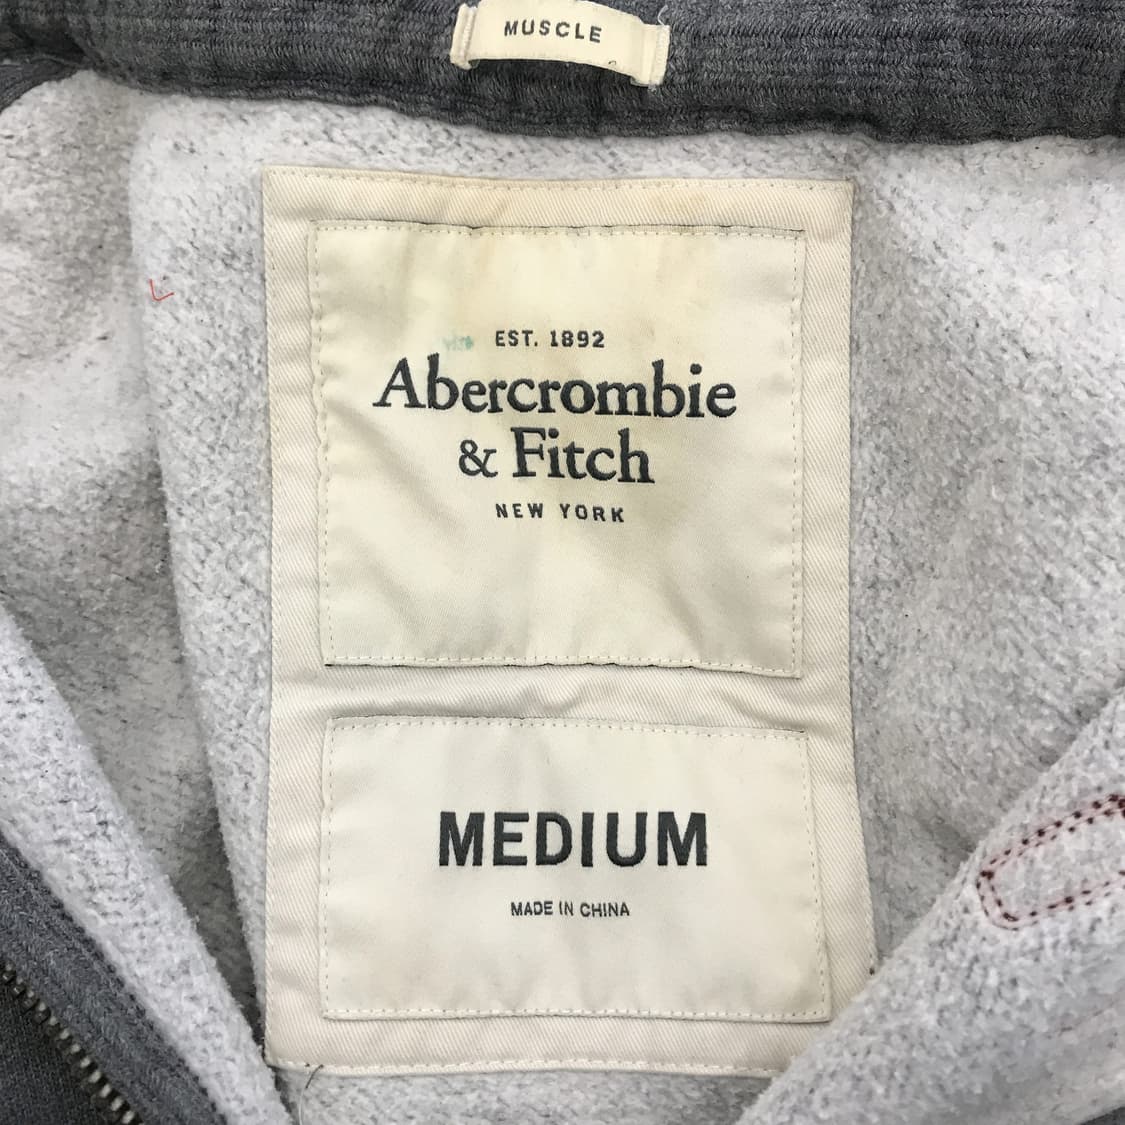 MUSCLE
EST. 1892
Abercrombie
& Fitch
NEW YORK
MEDIUM
MADE IN CHINA